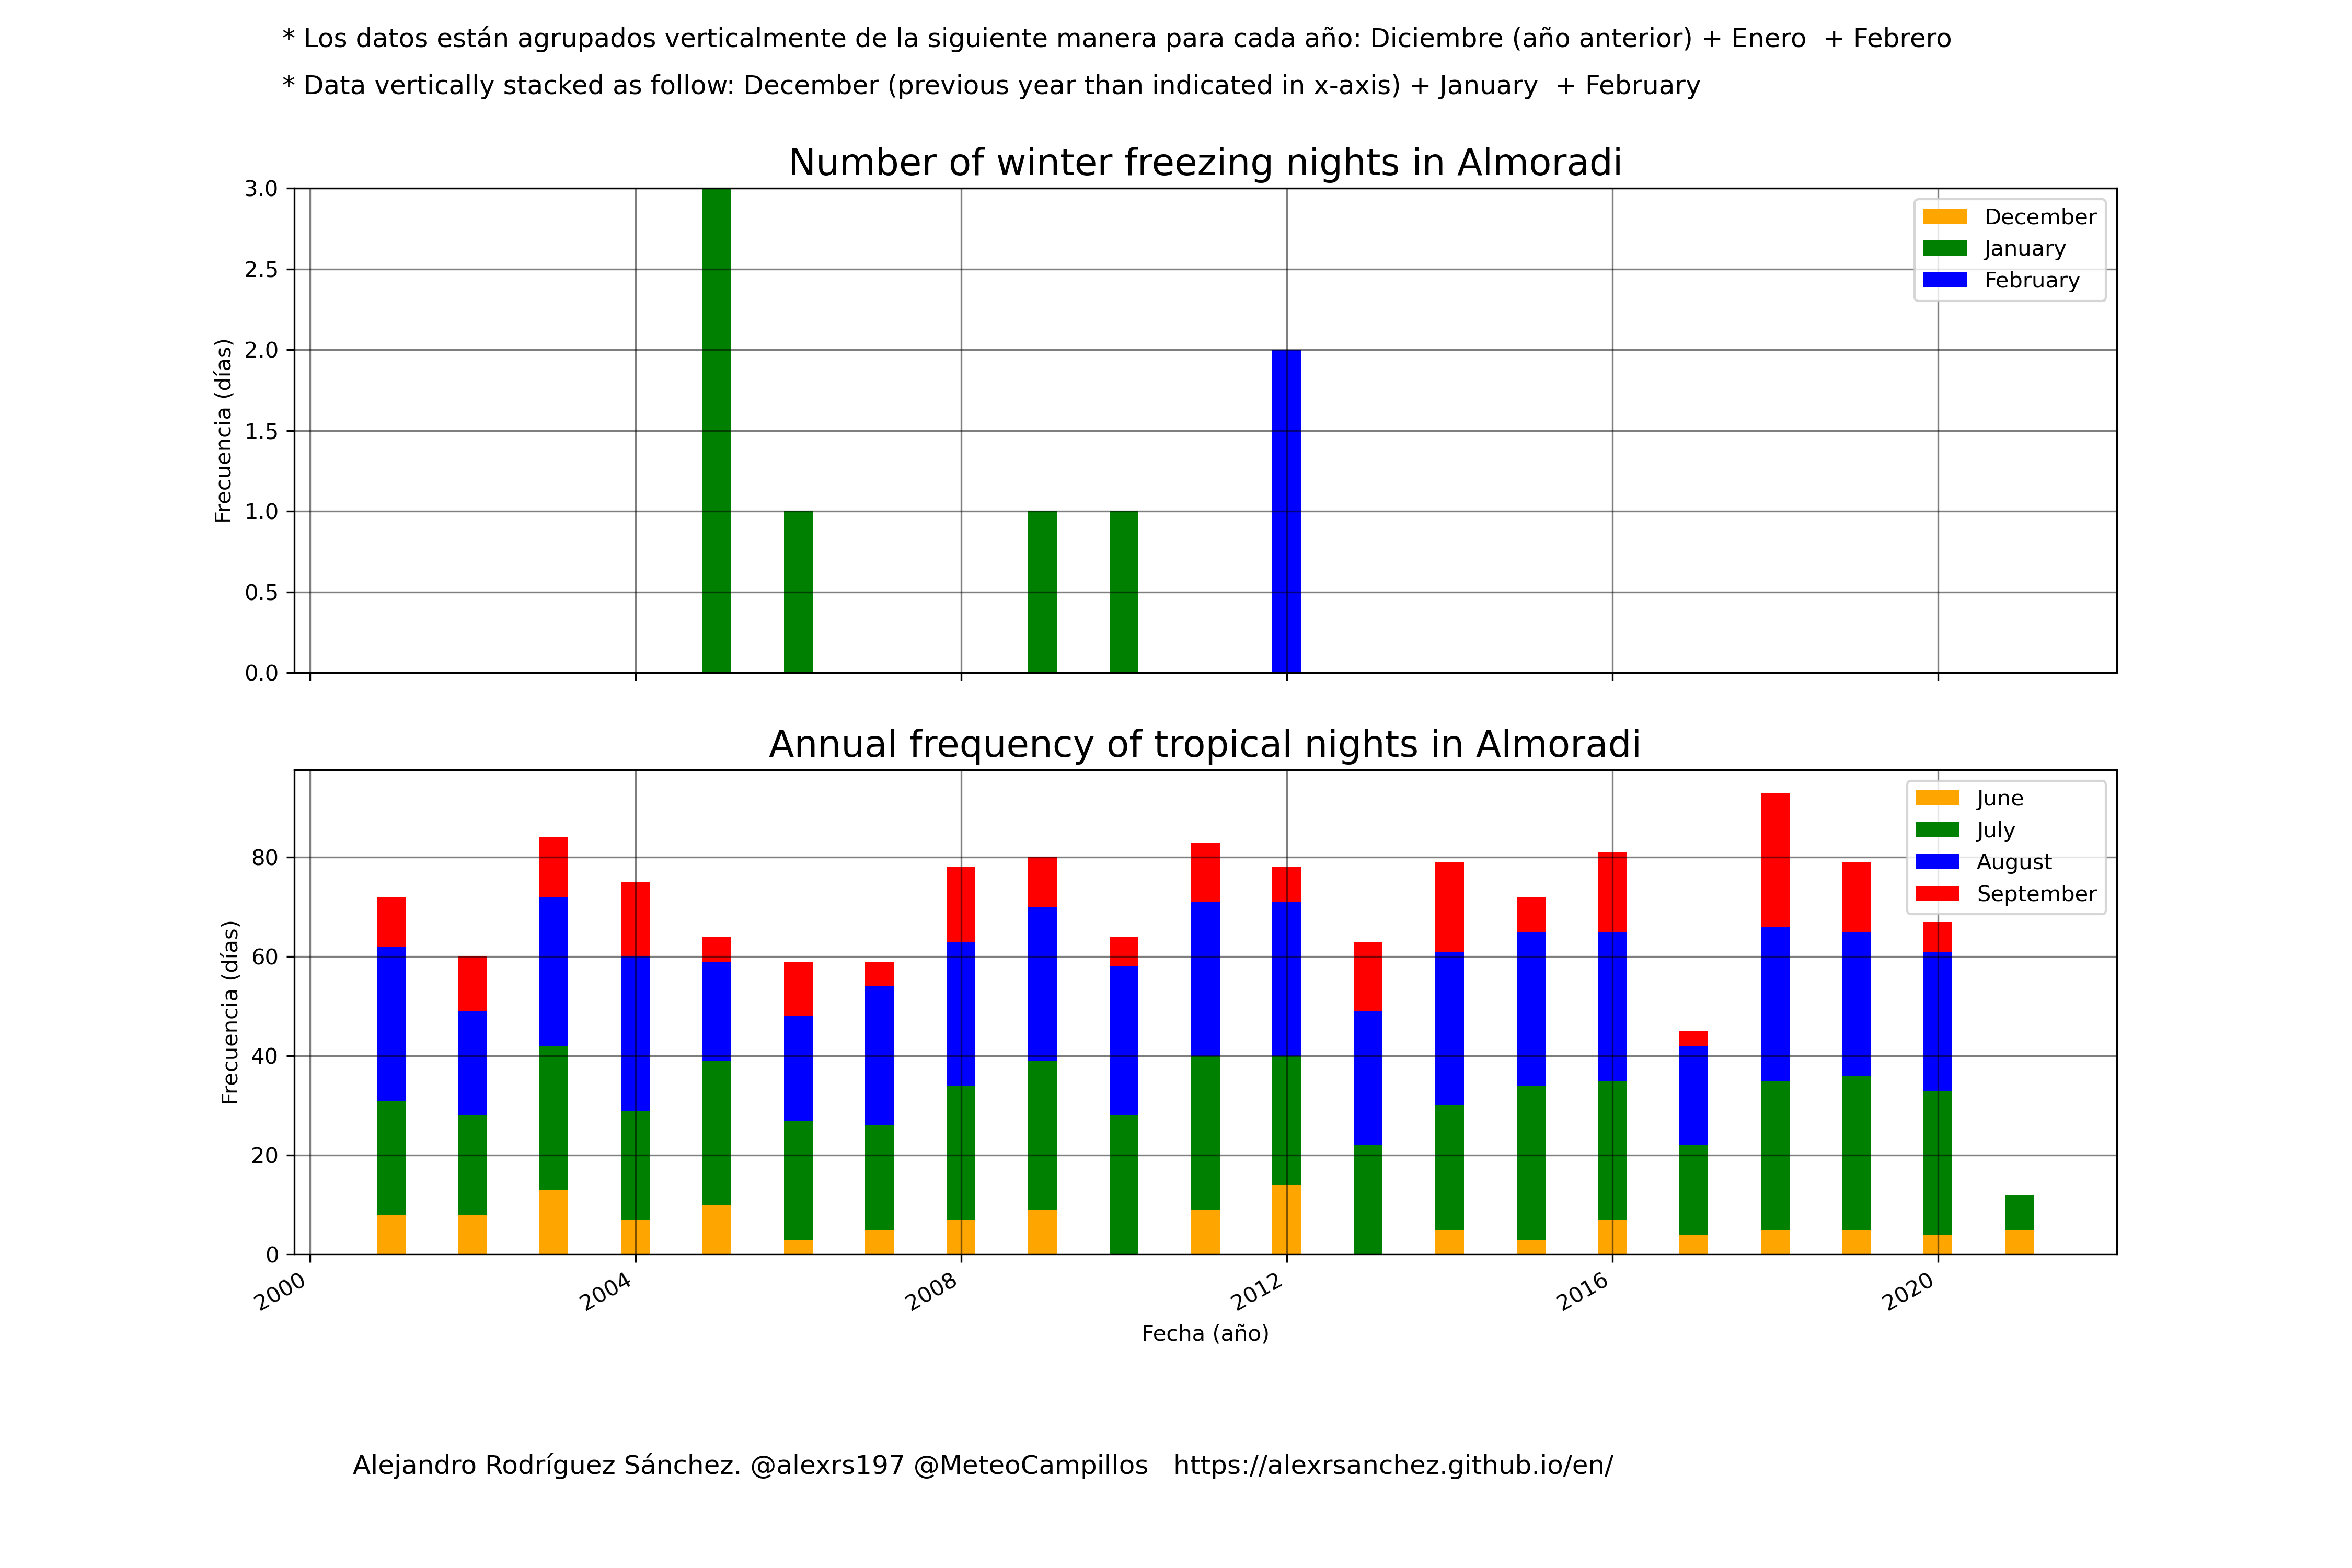 * Los datos están agrupados verticalmente de la siguiente manera para cada año: Diciembre (año anterior) + Enero  + Febrero
* Data vertically stacked as follow: December (previous year than indicated in x-axis) + January  + February
Number of winter freezing nights in Almoradi
3.0
2.5
2.0
1.5
1.0
0.5
0.0
Frecuencia (días)
December
January
February
Annual frequency of tropical nights in Almoradi
80
60
40
20
0
Frecuencia (días)
June
July
August
September
2000
2004
2008
2012
2016
2020
Fecha (año)
Alejandro Rodríguez Sánchez. @alexrs197 @MeteoCampillos   https://alexrsanchez.github.io/en/